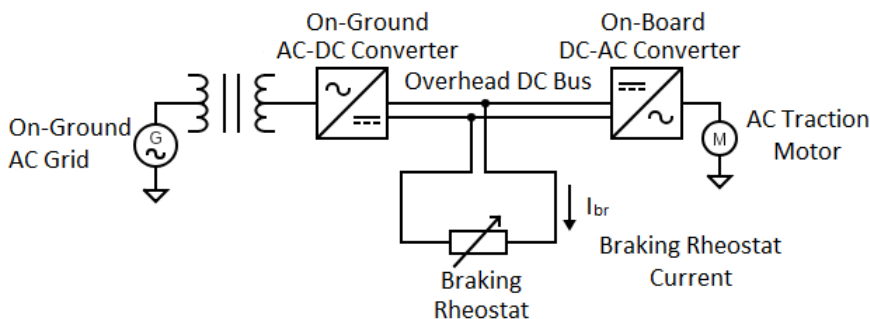 On-Ground
AC-DC Converter
On-Board
DC-AC Converter
Overhead DC Bus
On-Ground
AC Grid
G
M
AC Traction
Motor
Ibr
Braking Rheostat
Current
Braking
Rheostat